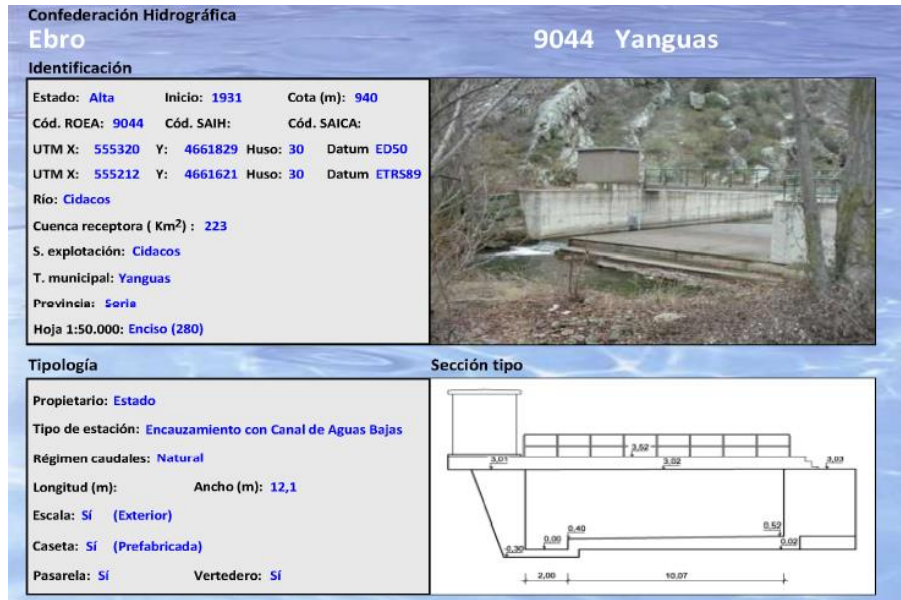 Confederación Hidrográfica
Ebro 9044 Yanguas
Identificación
Estado: Alta Inicio: 1931 Cota (m): 940
Cód. ROEA: 9044 Cód. SAIH: Cód. SAICA:
UTM X: 555320 Y: 4661829 Huso: 30 Datum ED50
UTM X: 555212 Y: 4661621 Huso: 30 Datum ETRS89
Río: Cidacos
Cuenca receptora ( Km²) : 223
S. explotación: Cidacos
T. municipal: Yanguas
Provincia: Soria
Hoja 1:50.000: Enciso (280)
Tipología
Propietario: Estado
Tipo de estación: Encauzamiento con Canal de Aguas Bajas
Régimen caudales: Natural
Longitud (m): Ancho (m): 12,1
Escala: Sí (Exterior)
Caseta: Sí (Prefabricada)
Pasarela: Sí Vertedero: Sí
Sección tipo
3,52
3,01 3,02 3,03
0,40 0,52
0,00 0,02
-0,30
2,00 10,07